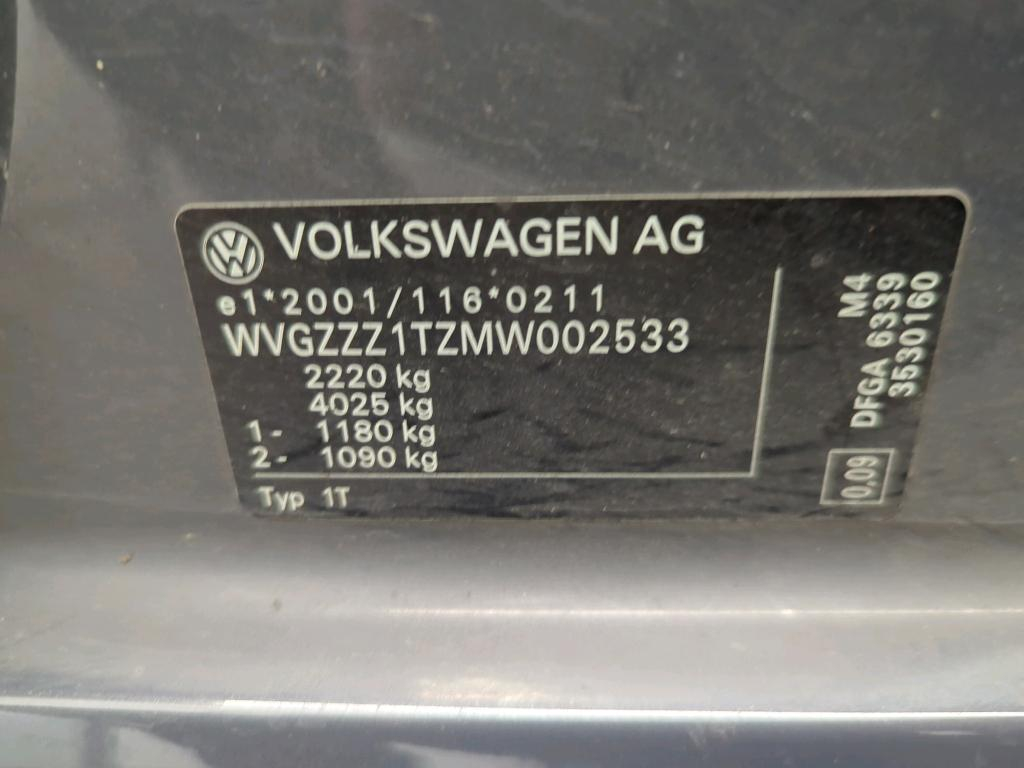 VOLKSWAGEN AG
e1*2001/116*0211
WVGZZZ1TZMW002533
2220 kg
4025 kg
1- 1180 kg
2- 1090 kg
Typ 1T
M4
DFGA 6339
3530160
0,09